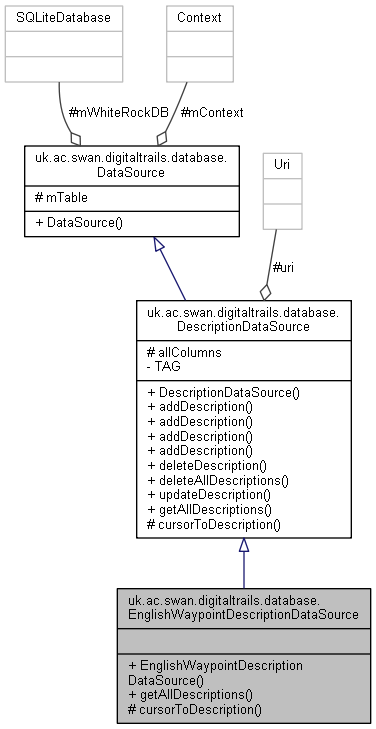 SQLiteDatabase
Context
#mWhiteRockDB
#mContext
uk.ac.swan.digitaltrails.database.
DataSource
# mTable
+ DataSource()
Uri
#uri
uk.ac.swan.digitaltrails.database.
DescriptionDataSource
# allColumns
- TAG
+ DescriptionDataSource()
+ addDescription()
+ addDescription()
+ addDescription()
+ addDescription()
+ deleteDescription()
+ deleteAllDescriptions()
+ updateDescription()
+ getAllDescriptions()
# cursorToDescription()
uk.ac.swan.digitaltrails.database.
EnglishWaypointDescriptionDataSource
+ EnglishWaypointDescription
DataSource()
+ getAllDescriptions()
# cursorToDescription()